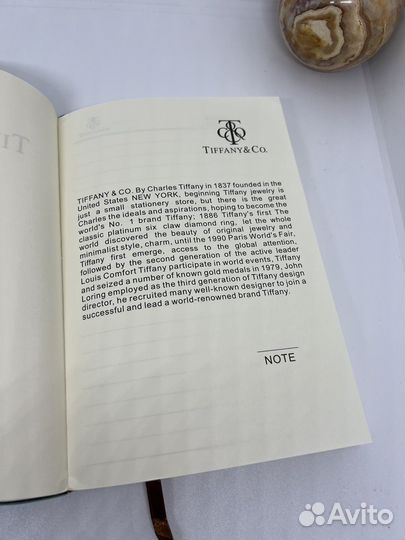 T&CO
TIFFANY & CO.
TIFFANY & CO. By Charles Tiffany in 1837 founded in the
United States NEW YORK, beginning Tiffany jewelry is
just a small stationery store, but there is the great
Charles the ideals and aspirations, hoping to become the
world's No. 1 brand Tiffany; 1886 Tiffany's first The
classic platinum six claw diamond ring, let the whole
world discovered the beauty of original jewelry and
minimalist style, charm, until the 1990 Paris World's Fair,
Tiffany first emerge, access to the global attention,
followed by the second generation of the active leader
Louis Comfort Tiffany participate in world events, Tiffany
and seized a number of known gold medals in 1979, John
Loring employed as the third generation of Tiffany design
director, he recruited many well-known designer to join a
successful and lead a world-renowned brand Tiffany.
NOTE
Avito